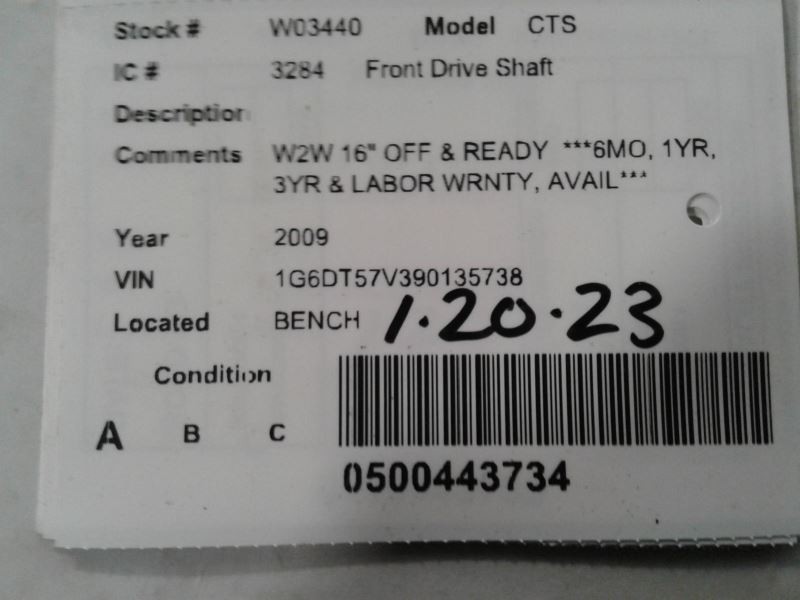 Stock # W03440 Model CTS
IC # 3284 Front Drive Shaft
Description
Comments W2W 16" OFF & READY ***6MO, 1YR,
3YR & LABOR WRNTY, AVAIL***
Year 2009
VIN 1G6DT57V390135738
Located BENCH 1.20.23
Condition
A B C
0500443734